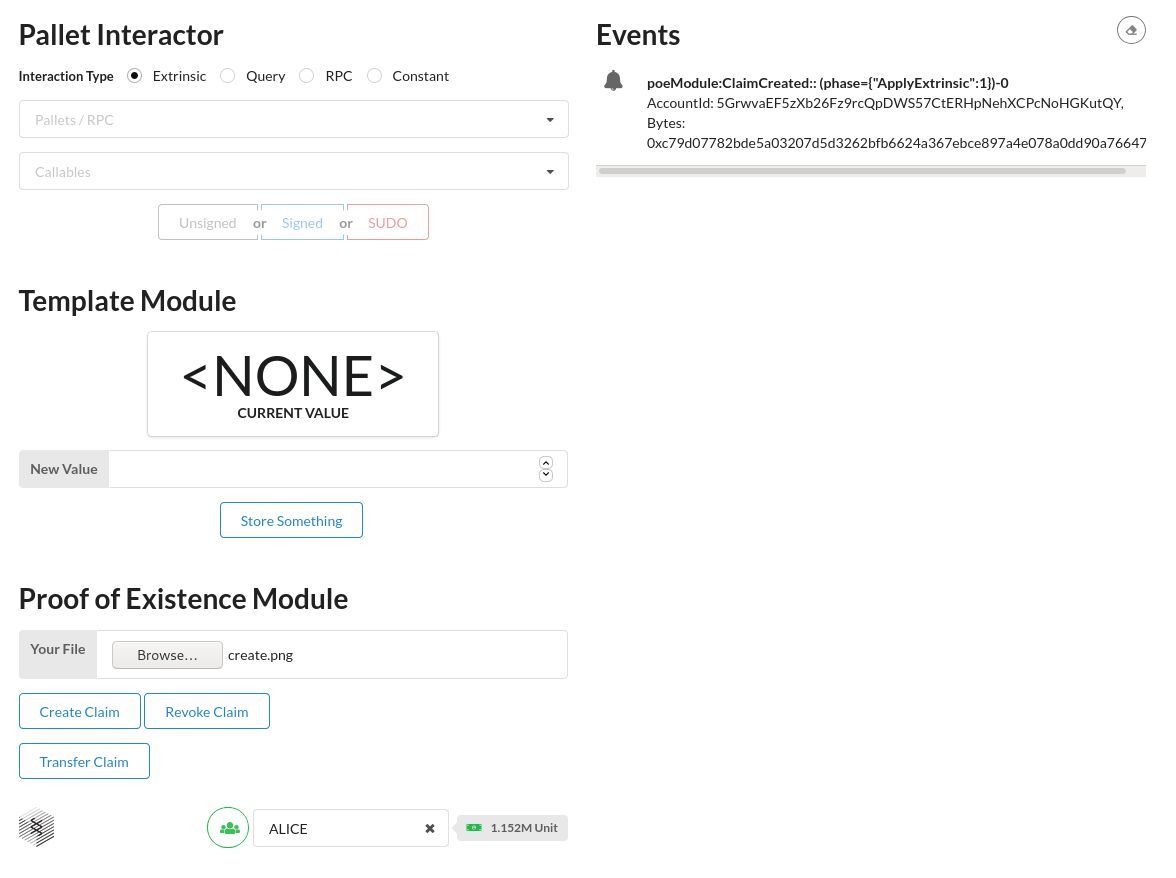 Pallet Interactor
Interaction Type Extrinsic Query RPC Constant
Pallets / RPC
Callables
Unsigned or Signed or SUDO
Template Module
<NONE>
CURRENT VALUE
New Value
Store Something
Proof of Existence Module
Your File Browse… create.png
Create Claim Revoke Claim
Transfer Claim
ALICE 1.152M Unit
Events
poeModule:ClaimCreated:: (phase={"ApplyExtrinsic":1})-0
AccountId: 5GrwvaEF5zXb26Fz9rcQpDWS57CtERHpNehXCPcNoHGKutQY,
Bytes:
0xc79d07782bde5a03207d5d3262bfb6624a367ebce897a4e078a0dd90a76647